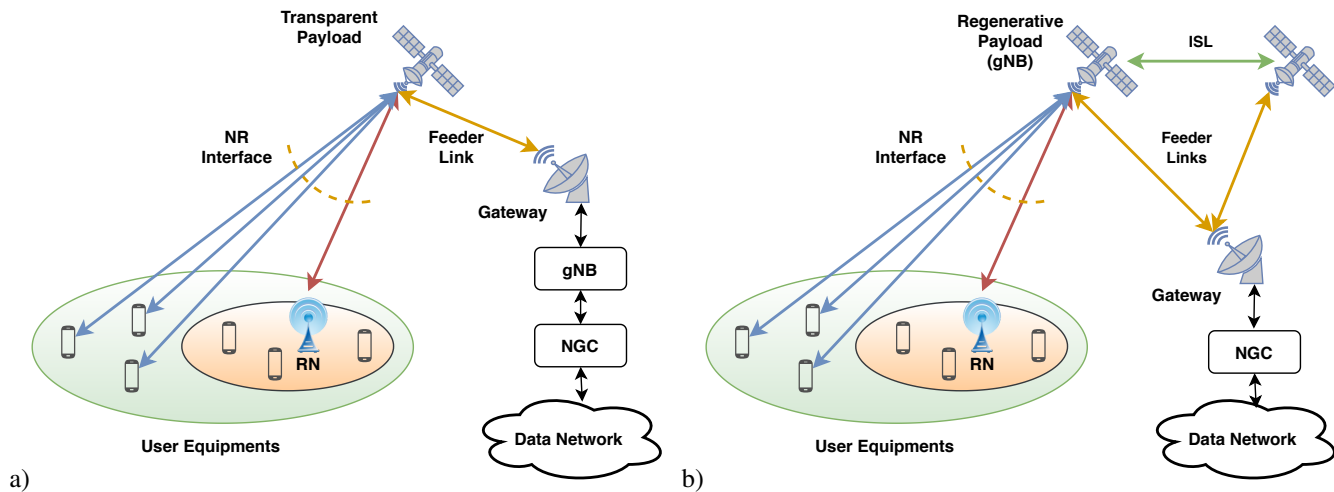 Transparent
Payload
NR
Interface
Feeder
Link
Gateway
gNB
NGC
RN
Data Network
User Equipments
a)
Regenerative
Payload
(gNB)
ISL
NR
Interface
Feeder
Links
Gateway
NGC
RN
Data Network
User Equipments
b)